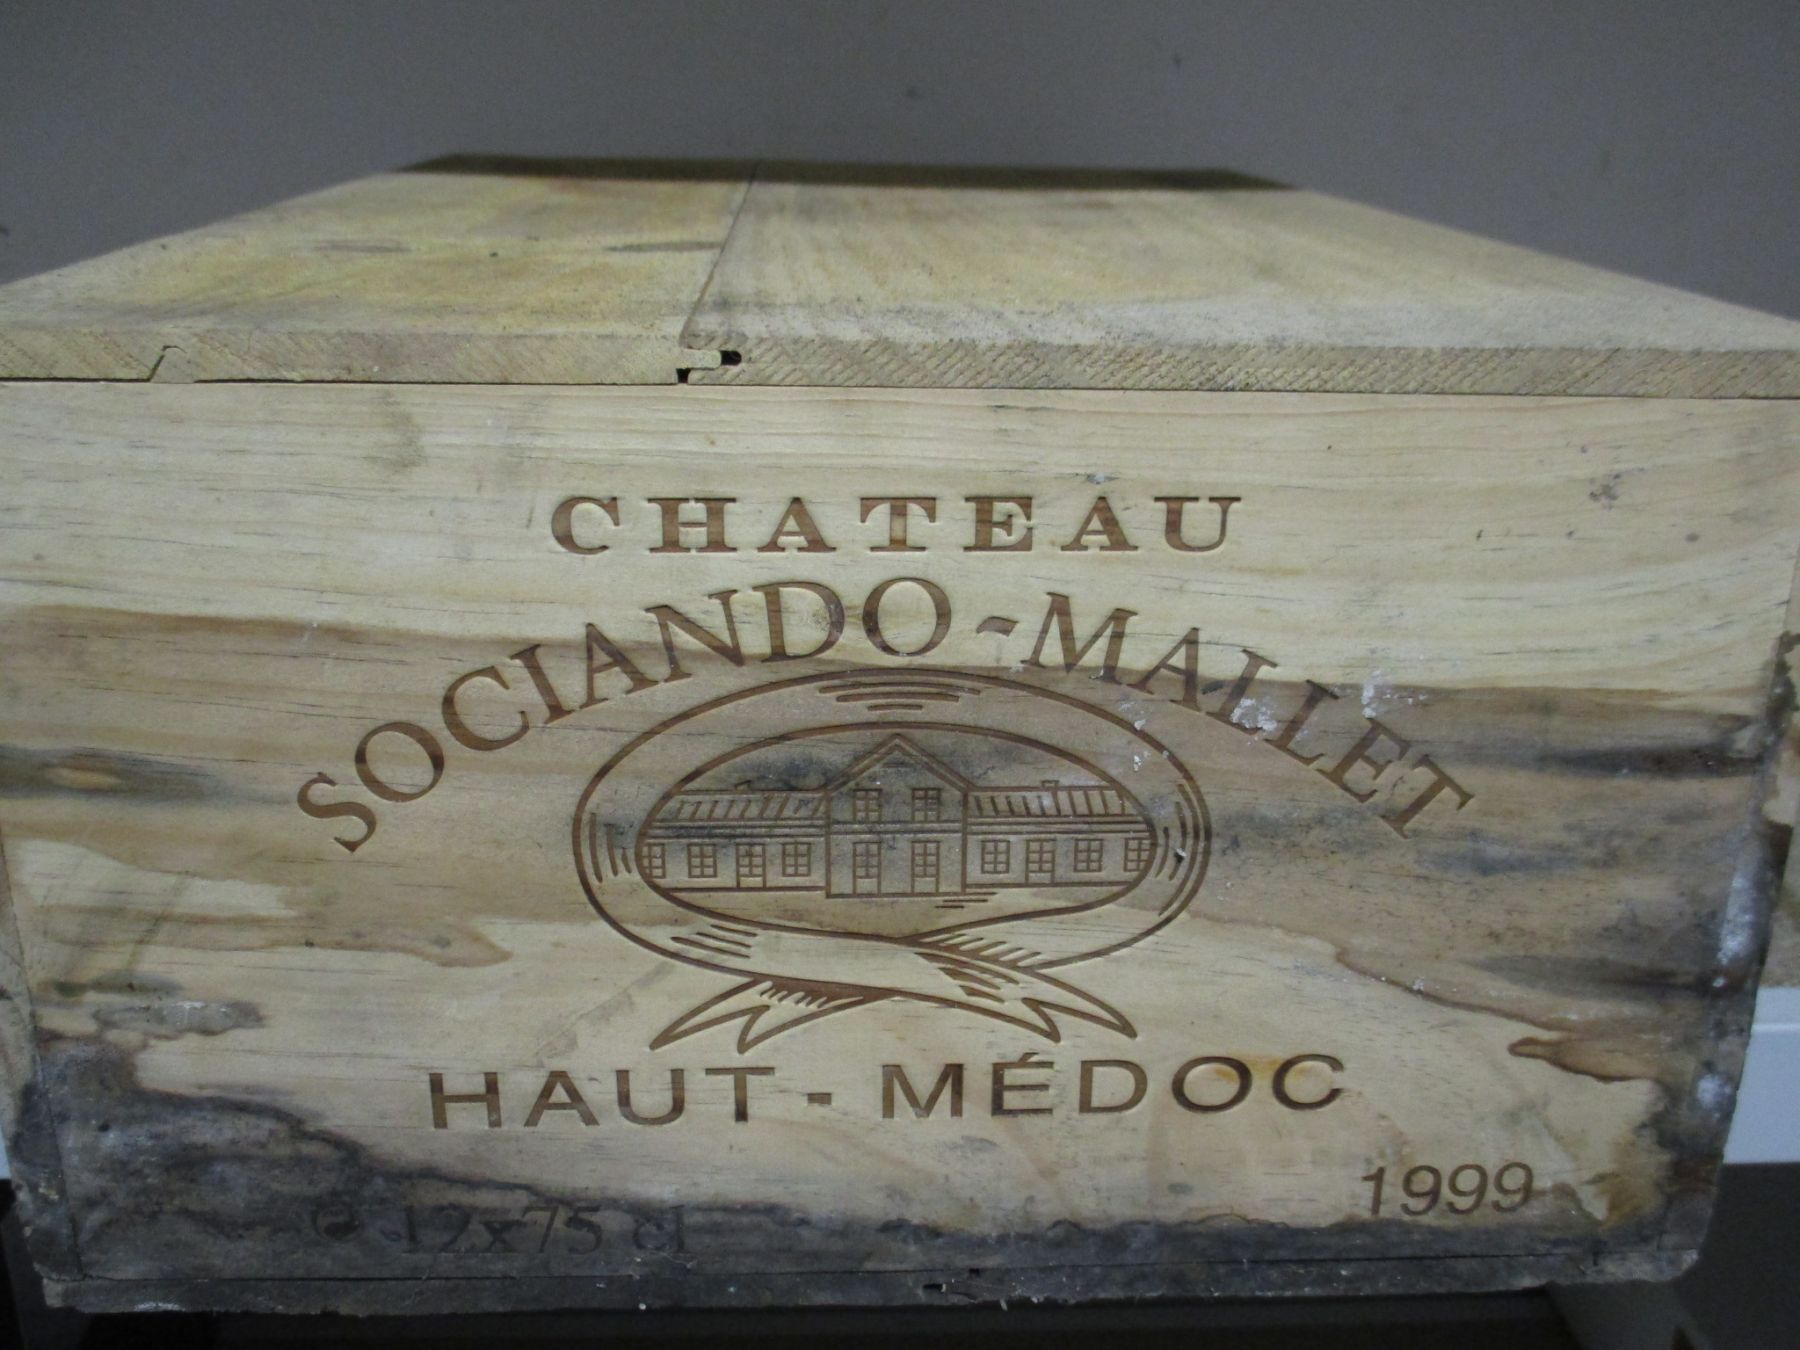 CHATEAU
SOCIANDO-MALLET
HAUT-MÉDOC
1999
e 12x75 cl